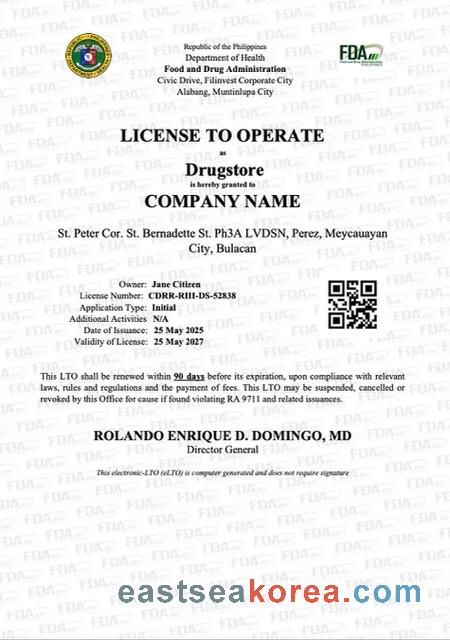 Republic of the Philippines
Department of Health
Food and Drug Administration
Civic Drive, Filinvest Corporate City
Alabang, Muntinlupa City
FDA
Food and Drug Administration
PHILIPPINES
LICENSE TO OPERATE
as
Drugstore
is hereby granted to
COMPANY NAME
St. Peter Cor. St. Bernadette St. Ph3A LVDSN, Perez, Meycauayan
City, Bulacan
Owner: Jane Citizen
License Number: CDRR-RIII-DS-52838
Application Type: Initial
Additional Activities N/A
Date of Issuance: 25 May 2025
Validity of License: 25 May 2027
This LTO shall be renewed within 90 days before its expiration, upon compliance with relevant
laws, rules and regulations and the payment of fees. This LTO may be suspended, cancelled or
revoked by this Office for cause if found violating RA 9711 and related issuances.
ROLANDO ENRIQUE D. DOMINGO, MD
Director General
This electronic-LTO (eLTO) is computer generated and does not require signature
eastseakorea.com